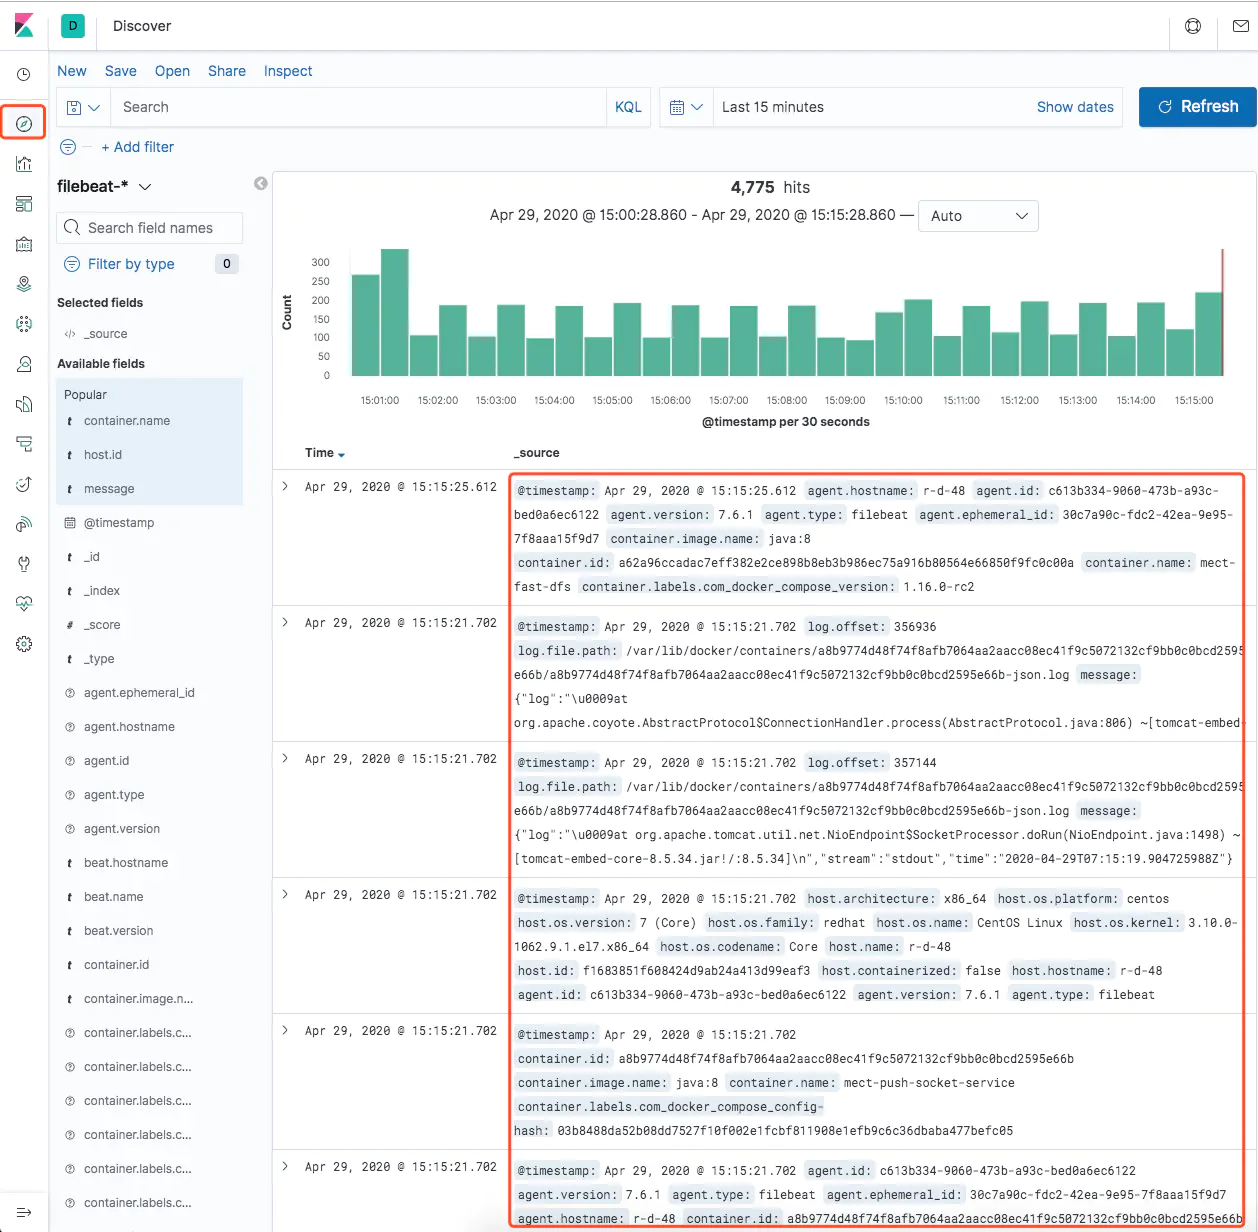 D Discover
New Save Open Share Inspect
Search KQL Last 15 minutes Show dates Refresh
+ Add filter
filebeat-*
Search field names
Filter by type 0
Selected fields
</> _source
Available fields
Popular
t container.name
t host.id
t message
@timestamp
t _id
t _index
# _score
t _type
agent.ephemeral_id
agent.hostname
agent.id
agent.type
agent.version
t beat.hostname
t beat.name
t beat.version
t container.id
t container.image.n...
container.labels.c...
container.labels.c...
container.labels.c...
container.labels.c...
container.labels.c...
container.labels.c...
4,775 hits
Apr 29, 2020 @ 15:00:28.860 - Apr 29, 2020 @ 15:15:28.860 — Auto
Count
300
250
200
150
100
50
0
15:01:00 15:02:00 15:03:00 15:04:00 15:05:00 15:06:00 15:07:00 15:08:00 15:09:00 15:10:00 15:11:00 15:12:00 15:13:00 15:14:00 15:15:00
@timestamp per 30 seconds
Time _source
Apr 29, 2020 @ 15:15:25.612 @timestamp: Apr 29, 2020 @ 15:15:25.612 agent.hostname: r-d-48 agent.id: c613b334-9060-473b-a93c-
bed0a6ec6122 agent.version: 7.6.1 agent.type: filebeat agent.ephemeral_id: 30c7a90c-fdc2-42ea-9e95-
7f8aaa15f9d7 container.image.name: java:8
container.id: a62a96ccadac7eff382e2ce898b8eb3b986ec75a916b80564e66850f9fc0c00a container.name: mect-
fast-dfs container.labels.com_docker_compose_version: 1.16.0-rc2
Apr 29, 2020 @ 15:15:21.702 @timestamp: Apr 29, 2020 @ 15:15:21.702 log.offset: 356936
log.file.path: /var/lib/docker/containers/a8b9774d48f74f8afb7064aa2aacc08ec41f9c5072132cf9bb0c0bcd2595
e66b/a8b9774d48f74f8afb7064aa2aacc08ec41f9c5072132cf9bb0c0bcd2595e66b-json.log message:
{"log":"\u0009at
org.apache.coyote.AbstractProtocol$ConnectionHandler.process(AbstractProtocol.java:806) ~[tomcat-embed-
Apr 29, 2020 @ 15:15:21.702 @timestamp: Apr 29, 2020 @ 15:15:21.702 log.offset: 357144
log.file.path: /var/lib/docker/containers/a8b9774d48f74f8afb7064aa2aacc08ec41f9c5072132cf9bb0c0bcd2595
e66b/a8b9774d48f74f8afb7064aa2aacc08ec41f9c5072132cf9bb0c0bcd2595e66b-json.log message:
{"log":"\u0009at org.apache.tomcat.util.net.NioEndpoint$SocketProcessor.doRun(NioEndpoint.java:1498) ~
[tomcat-embed-core-8.5.34.jar!/:8.5.34]\n","stream":"stdout","time":"2020-04-29T07:15:19.904725988Z"}
Apr 29, 2020 @ 15:15:21.702 @timestamp: Apr 29, 2020 @ 15:15:21.702 host.architecture: x86_64 host.os.platform: centos
host.os.version: 7 (Core) host.os.family: redhat host.os.name: CentOS Linux host.os.kernel: 3.10.0-
1062.9.1.el7.x86_64 host.os.codename: Core host.name: r-d-48
host.id: f1683851f608424d9ab24a413d99eaf3 host.containerized: false host.hostname: r-d-48
agent.id: c613b334-9060-473b-a93c-bed0a6ec6122 agent.version: 7.6.1 agent.type: filebeat
Apr 29, 2020 @ 15:15:21.702 @timestamp: Apr 29, 2020 @ 15:15:21.702
container.id: a8b9774d48f74f8afb7064aa2aacc08ec41f9c5072132cf9bb0c0bcd2595e66b
container.image.name: java:8 container.name: mect-push-socket-service
container.labels.com_docker_compose_config-
hash: 03b8488da52b08dd7527f10f002e1fcbf811908e1efb9c6c36dbaba477befc05
Apr 29, 2020 @ 15:15:21.702 @timestamp: Apr 29, 2020 @ 15:15:21.702 agent.id: c613b334-9060-473b-a93c-bed0a6ec6122
agent.version: 7.6.1 agent.type: filebeat agent.ephemeral_id: 30c7a90c-fdc2-42ea-9e95-7f8aaa15f9d7
agent.hostname: r-d-48 container.id: a8b9774d48f74f8afb7064aa2aacc08ec41f9c5072132cf9bb0c0bcd2595e66b